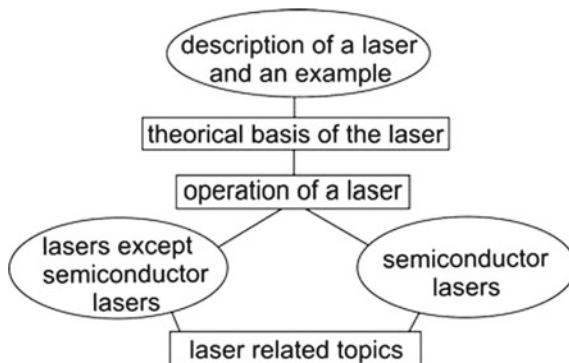 description of a laser
and an example
theorical basis of the laser
operation of a laser
lasers except
semiconductor
lasers
semiconductor
lasers
laser related topics